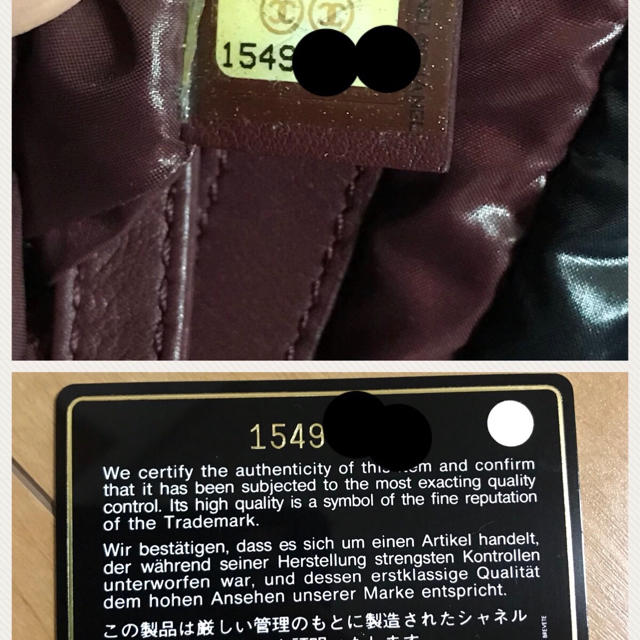 1549
CHANEL
1549
We certify the authenticity of this item and confirm
that it has been subjected to the most exacting quality
control. Its high quality is a symbol of the fine reputation
of the Trademark.
Wir bestätigen, dass es sich um einen Artikel handelt,
der während seiner Herstellung strengsten Kontrollen
unterworfen war, und dessen erstklassige Qualität
dem hohen Ansehen unserer Marke entspricht.
この製品は厳しい管理のもとに製造されたシャネル